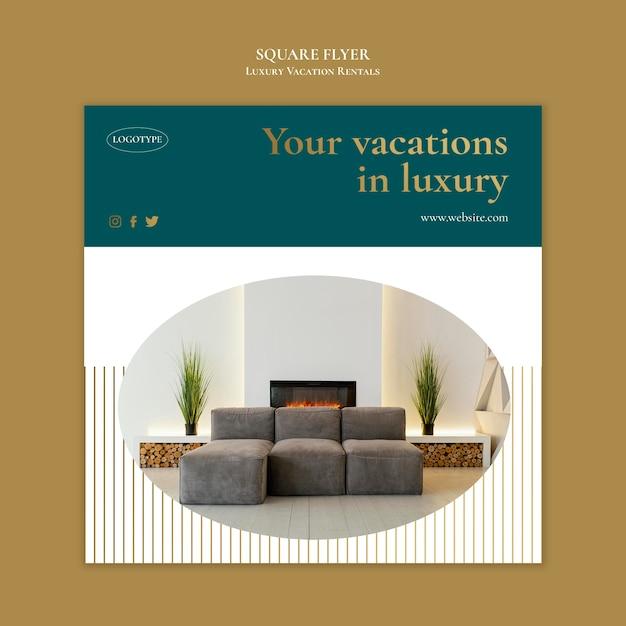 SQUARE FLYER
Luxury Vacation Rentals
LOGOTYPE
Your vacations
in luxury
www.website.com